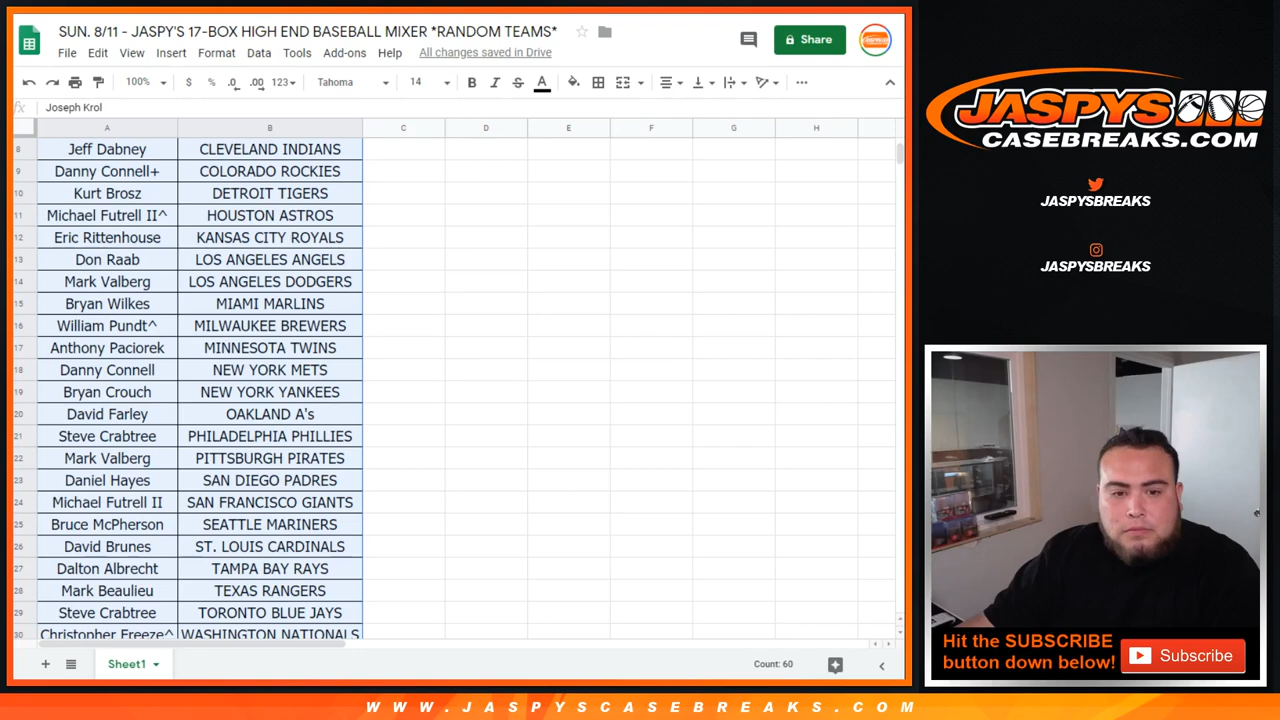 SUN. 8/11 - JASPY'S 17-BOX HIGH END BASEBALL MIXER *RANDOM TEAMS*
File Edit View Insert Format Data Tools Add-ons Help All changes saved in Drive
Share
100% $ % .0 .00 123 Tahoma 14 B I S A
fx Joseph Krol
A B C D E F G H
8 Jeff Dabney CLEVELAND INDIANS
9 Danny Connell+ COLORADO ROCKIES
10 Kurt Brosz DETROIT TIGERS
11 Michael Futrell II^ HOUSTON ASTROS
12 Eric Rittenhouse KANSAS CITY ROYALS
13 Don Raab LOS ANGELES ANGELS
14 Mark Valberg LOS ANGELES DODGERS
15 Bryan Wilkes MIAMI MARLINS
16 William Pundt^ MILWAUKEE BREWERS
17 Anthony Paciorek MINNESOTA TWINS
18 Danny Connell NEW YORK METS
19 Bryan Crouch NEW YORK YANKEES
20 David Farley OAKLAND A's
21 Steve Crabtree PHILADELPHIA PHILLIES
22 Mark Valberg PITTSBURGH PIRATES
23 Daniel Hayes SAN DIEGO PADRES
24 Michael Futrell II SAN FRANCISCO GIANTS
25 Bruce McPherson SEATTLE MARINERS
26 David Brunes ST. LOUIS CARDINALS
27 Dalton Albrecht TAMPA BAY RAYS
28 Mark Beaulieu TEXAS RANGERS
29 Steve Crabtree TORONTO BLUE JAYS
30 Christopher Freeze^ WASHINGTON NATIONALS
Sheet1
Count: 60
JASPYS
CASEBREAKS.COM
JASPYSBREAKS
JASPYSBREAKS
Hit the SUBSCRIBE
button down below!
Subscribe
WWW.JASPYSCASEBREAKS.COM